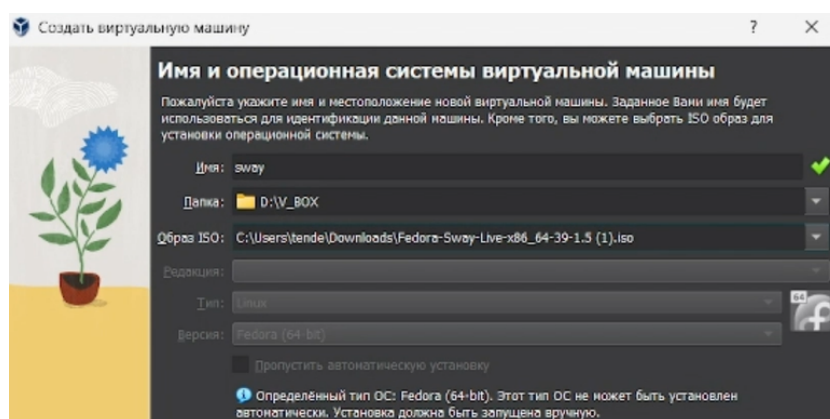 Создать виртуальную машину
Имя и операционная системы виртуальной машины
Пожалуйста укажите имя и местоположение новой виртуальной машины. Заданное Вами имя будет
использоваться для идентификации данной машины. Кроме того, вы можете выбрать ISO образ для
установки операционной системы.
Имя: sway
Папка: D:\V_BOX
Образ ISO: C:\Users\tende\Downloads\Fedora-Sway-Live-x86_64-39-1.5 (1).iso
Редакция:
Тип: Linux
64
Версия: Fedora (64-bit)
Пропустить автоматическую установку
Определённый тип ОС: Fedora (64-bit). Этот тип ОС не может быть установлен
автоматически. Установка должна быть запущена вручную.